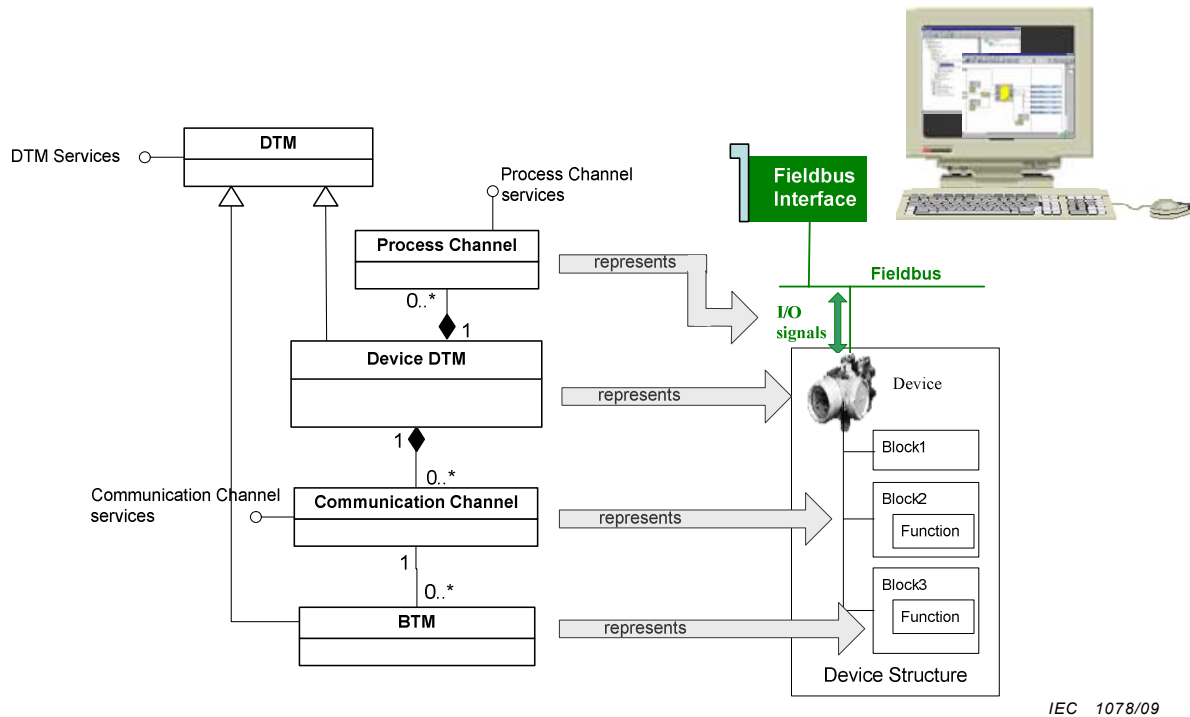 DTM
DTM Services
Process Channel
services
Process Channel
represents
0..*
1
Device DTM
represents
1
0..*
Communication Channel
services
Communication Channel
represents
1
0..*
BTM
represents
Fieldbus
Interface
Fieldbus
I/O
signals
Device
Block1
Block2
Function
Block3
Function
Device Structure
IEC 1078/09